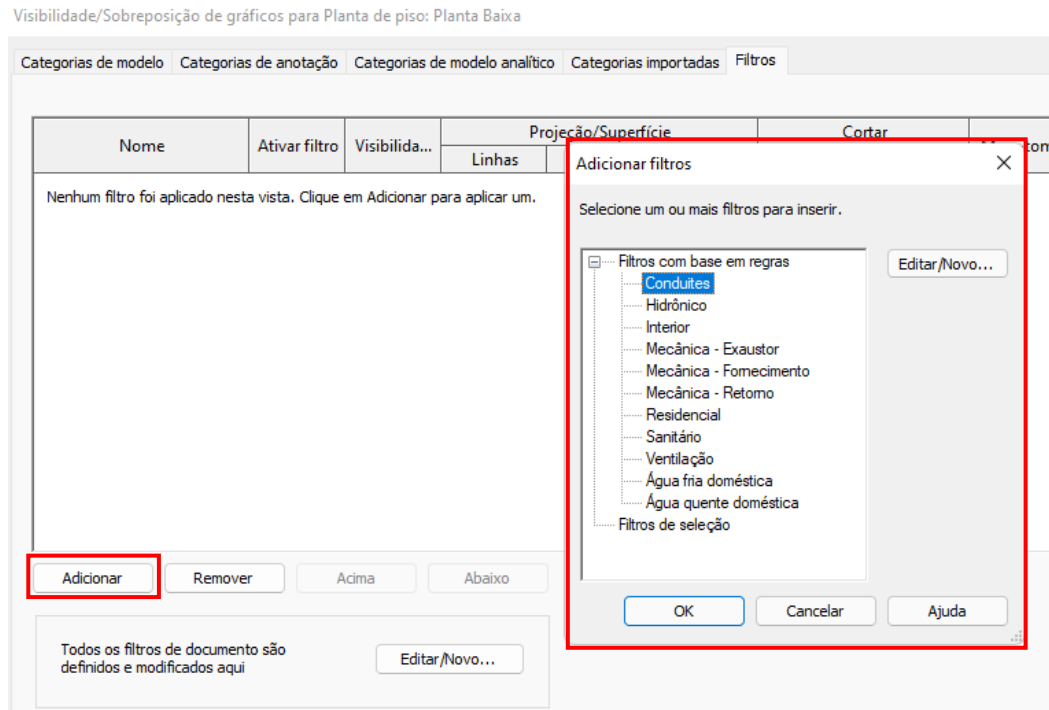 Visibilidade/Sobreposição de gráficos para Planta de piso: Planta Baixa
Categorias de modelo Categorias de anotação Categorias de modelo analítico Categorias importadas Filtros
Nome Ativar filtro Visibilida... Projeção/Superfície Cortar
Linhas
Nenhum filtro foi aplicado nesta vista. Clique em Adicionar para aplicar um.
Adicionar filtros
Selecione um ou mais filtros para inserir.
Filtros com base em regras
Conduites
Hidrônico
Interior
Mecânica - Exaustor
Mecânica - Fornecimento
Mecânica - Retorno
Residencial
Sanitário
Ventilação
Água fria doméstica
Água quente doméstica
Filtros de seleção
Editar/Novo...
OK Cancelar Ajuda
Adicionar Remover Acima Abaixo
Todos os filtros de documento são
definidos e modificados aqui
Editar/Novo...